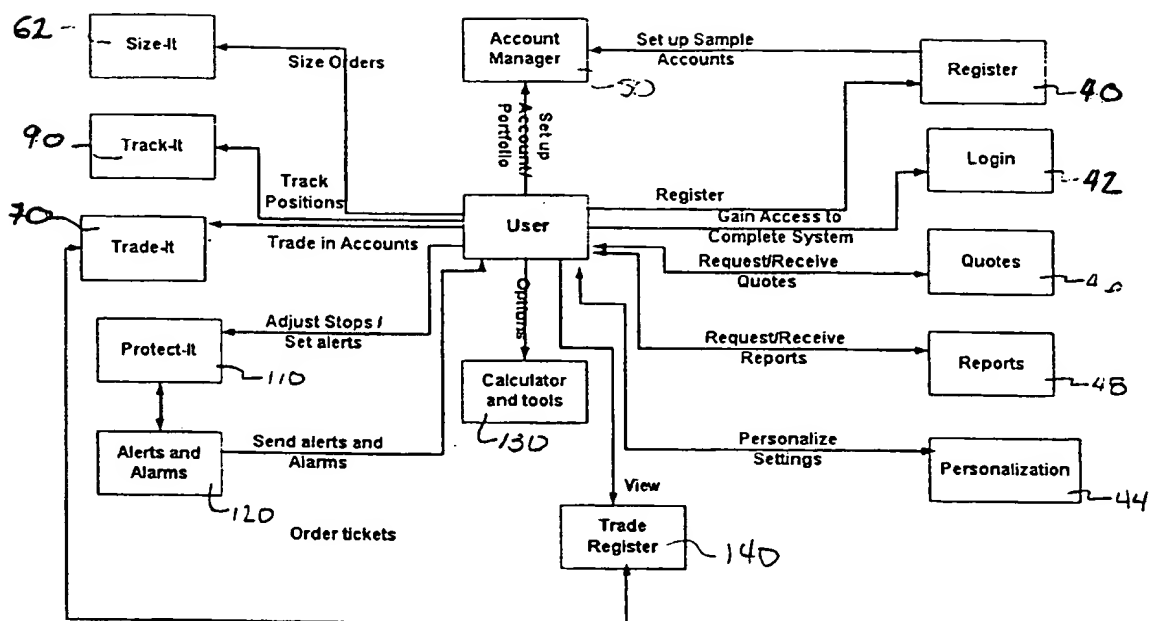 62
Size-It
Size Orders
Account
Manager
50
Set up Sample
Accounts
Register
40
90
Track-It
Track
Positions
Set up
Account/
Portfolio
Login
42
70
Trade-It
Trade in Accounts
User
Register
Gain Access to
Complete System
Request/Receive
Quotes
Quotes
Adjust Stops /
Set alerts
Protect-It
110
Options
Calculator
and tools
130
Request/Receive
Reports
Reports
48
Alerts and
Alarms
120
Send alerts and
Alarms
Personalize
Settings
Personalization
44
View
Order tickets
Trade
Register
140